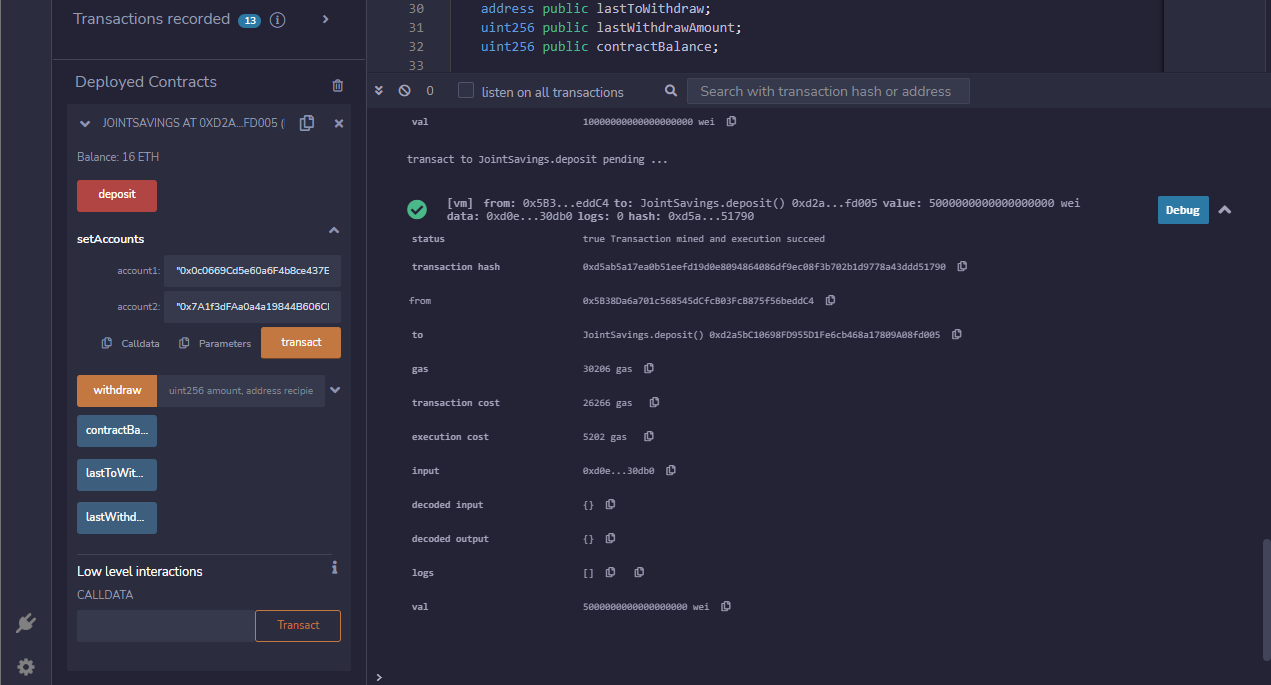 Transactions recorded 13 i
Deployed Contracts
JOINTSAVINGS AT 0XD2A...FD005 (
Balance: 16 ETH
deposit
setAccounts
account1: "0x0c0669Cd5e60a6F4b8ce437E
account2: "0x7A1f3dFAa0a4a19844B606CI
Calldata Parameters transact
withdraw uint256 amount, address recipie
contractBa...
lastToWit...
lastWithd...
Low level interactions i
CALLDATA
Transact
30 address public lastToWithdraw;
31 uint256 public lastWithdrawAmount;
32 uint256 public contractBalance;
33
0 listen on all transactions Search with transaction hash or address
val 10000000000000000000 wei
transact to JointSavings.deposit pending ...
[vm] from: 0x5B3...eddC4 to: JointSavings.deposit() 0xd2a...fd005 value: 5000000000000000000 wei
data: 0xd0e...30db0 logs: 0 hash: 0xd5a...51790
Debug
status true Transaction mined and execution succeed
transaction hash 0xd5ab5a17ea0b51eefd19d0e8094864086df9ec08f3b702b1d9778a43ddd51790
from 0x5B38Da6a701c568545dCfcB03FcB875f56beddC4
to JointSavings.deposit() 0xd2a5bC10698FD955D1Fe6cb468a17809A08fd005
gas 30206 gas
transaction cost 26266 gas
execution cost 5202 gas
input 0xd0e...30db0
decoded input {}
decoded output {}
logs []
val 5000000000000000000 wei
>